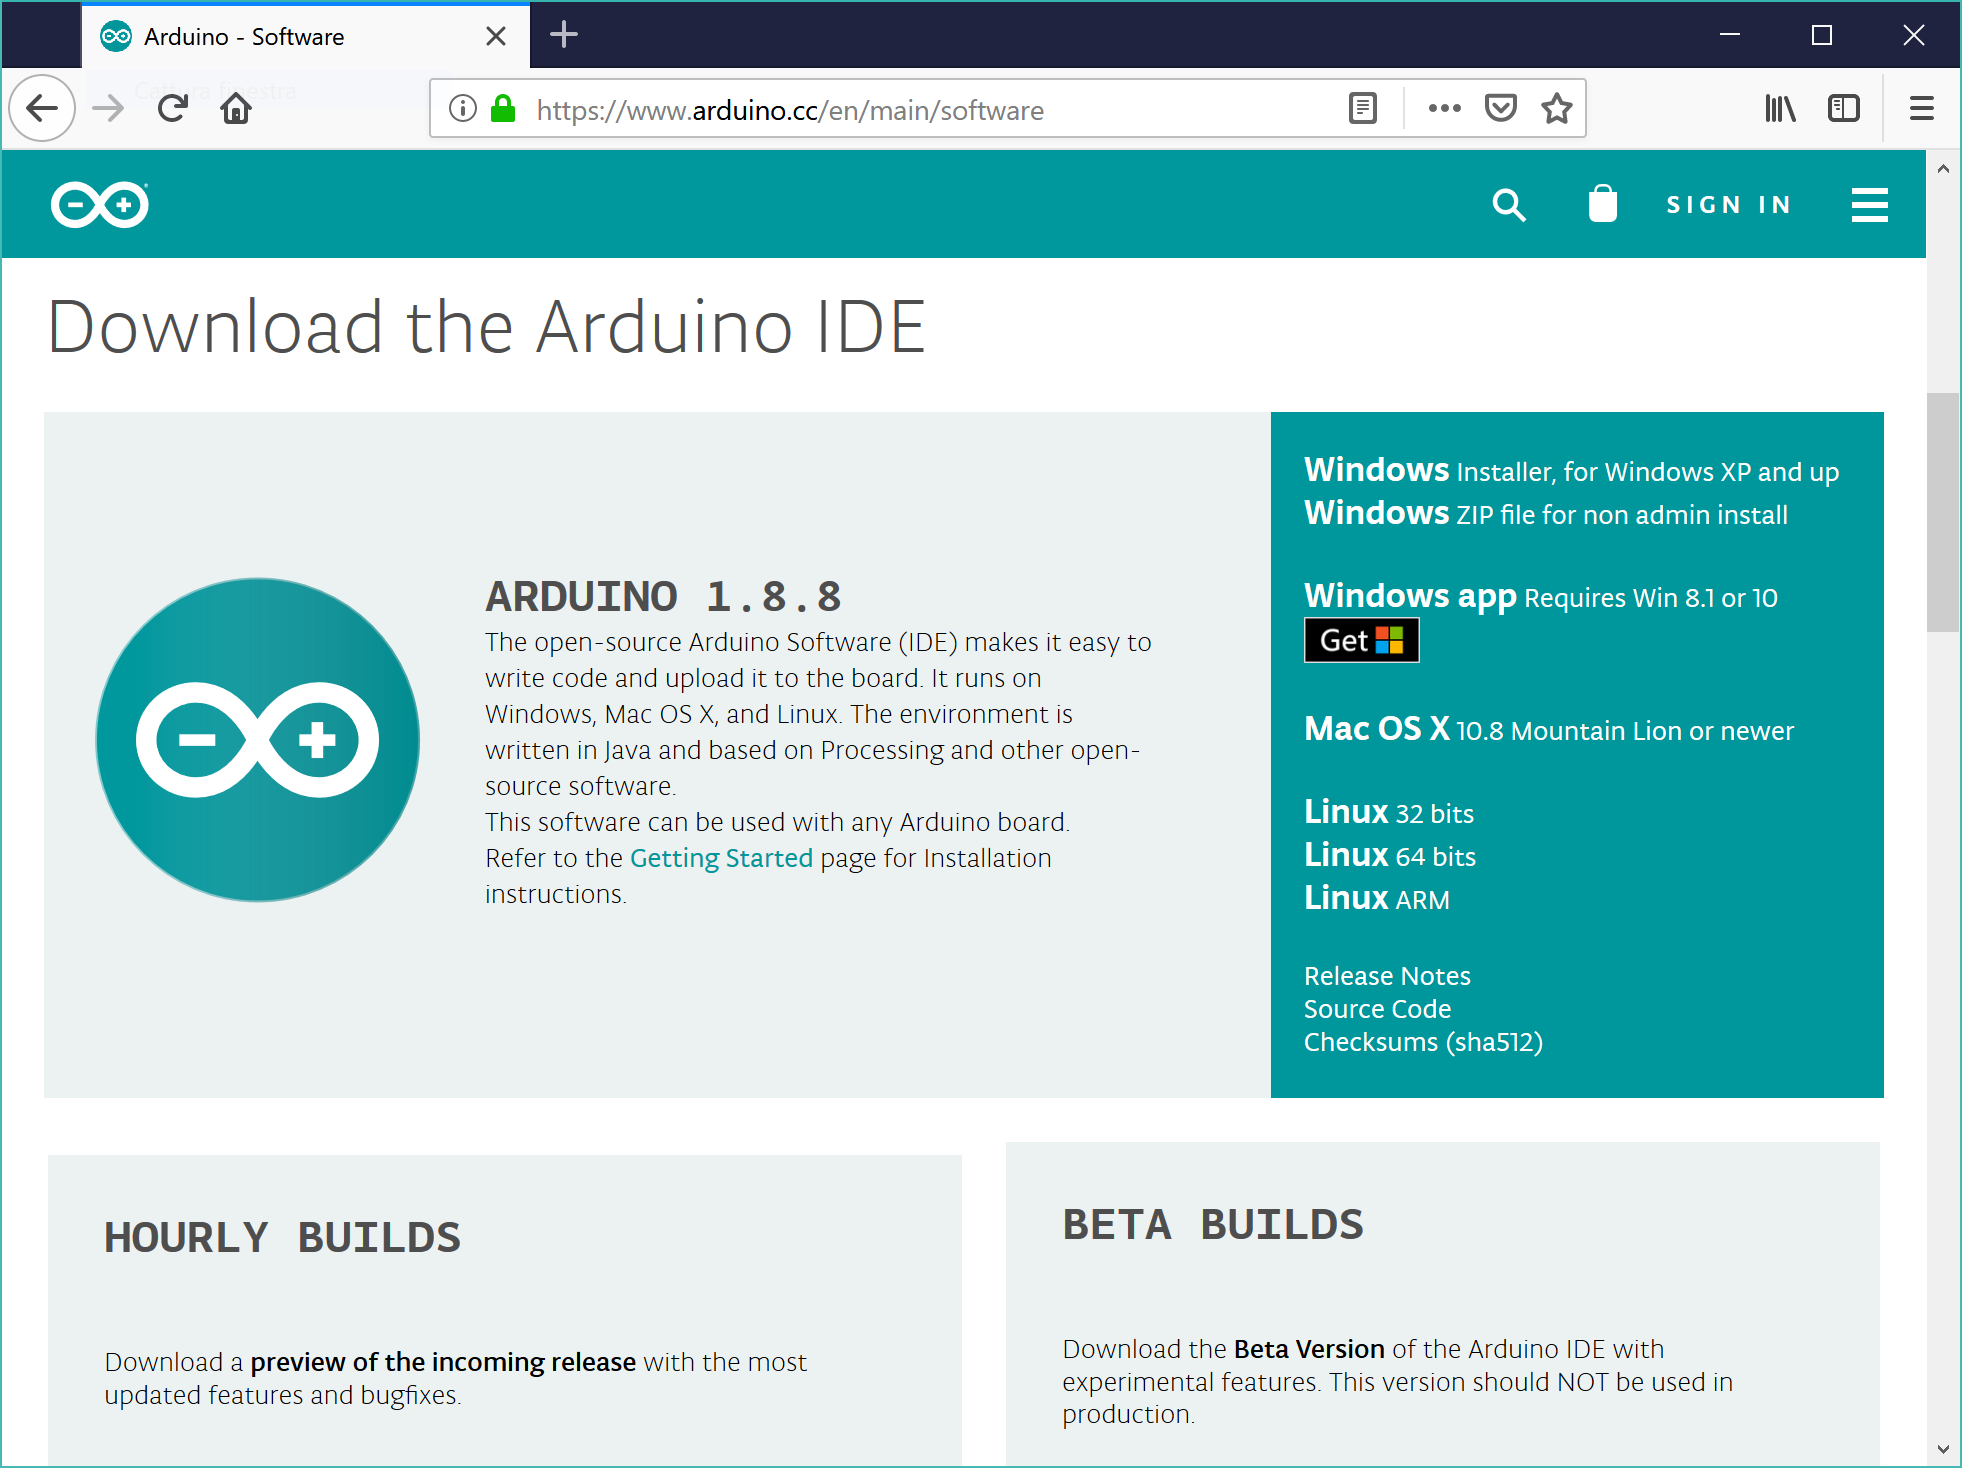 Arduino - Software
Cattura finestra
https://www.arduino.cc/en/main/software
SIGN IN
Download the Arduino IDE
ARDUINO 1.8.8
The open-source Arduino Software (IDE) makes it easy to
write code and upload it to the board. It runs on
Windows, Mac OS X, and Linux. The environment is
written in Java and based on Processing and other open-
source software.
This software can be used with any Arduino board.
Refer to the Getting Started page for Installation
instructions.
Windows Installer, for Windows XP and up
Windows ZIP file for non admin install
Windows app Requires Win 8.1 or 10
Get
Mac OS X 10.8 Mountain Lion or newer
Linux 32 bits
Linux 64 bits
Linux ARM
Release Notes
Source Code
Checksums (sha512)
HOURLY BUILDS
Download a preview of the incoming release with the most
updated features and bugfixes.
BETA BUILDS
Download the Beta Version of the Arduino IDE with
experimental features. This version should NOT be used in
production.